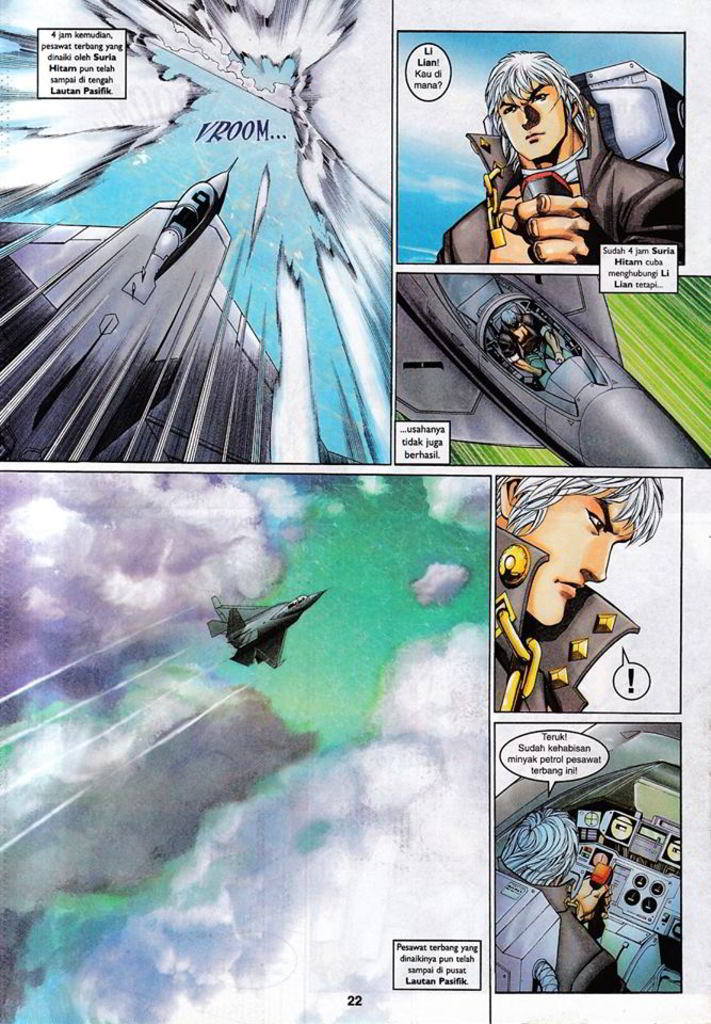 4 jam kemudian,
pesawat terbang yang
dinaiki oleh Suria
Hitam pun telah
sampai di tengah
Lautan Pasifik.
VROOM...
Li
Lian!
Kau di
mana?
Sudah 4 jam Suria
Hitam cuba
menghubungi Li
Lian tetapi...
...usahanya
tidak juga
berhasil.
!
Teruk!
Sudah kehabisan
minyak petrol pesawat
terbang ini!
Pesawat terbang yang
dinaikinya pun telah
sampai di pusat
Lautan Pasifik.
22